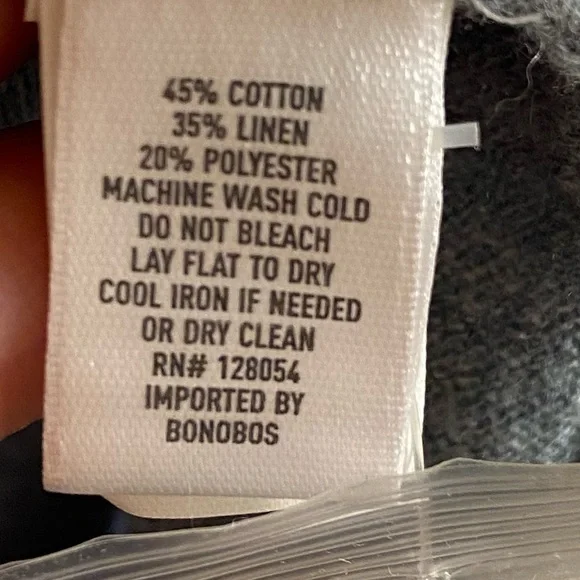 45% COTTON
35% LINEN
20% POLYESTER
MACHINE WASH COLD
DO NOT BLEACH
LAY FLAT TO DRY
COOL IRON IF NEEDED
OR DRY CLEAN
RN# 128054
IMPORTED BY
BONOBOS